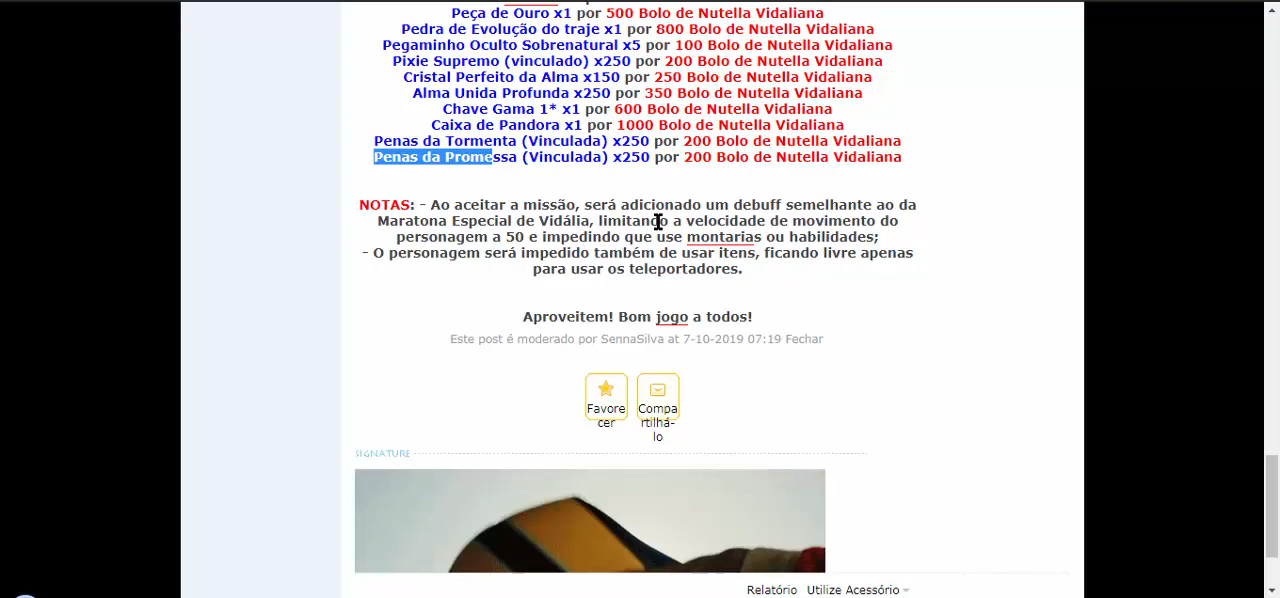 Peça de Ouro x1 por 500 Bolo de Nutella Vidaliana
Pedra de Evolução do traje x1 por 800 Bolo de Nutella Vidaliana
Pegaminho Oculto Sobrenatural x5 por 100 Bolo de Nutella Vidaliana
Pixie Supremo (vinculado) x250 por 200 Bolo de Nutella Vidaliana
Cristal Perfeito da Alma x150 por 250 Bolo de Nutella Vidaliana
Alma Unida Profunda x250 por 350 Bolo de Nutella Vidaliana
Chave Gama 1* x1 por 600 Bolo de Nutella Vidaliana
Caixa de Pandora x1 por 1000 Bolo de Nutella Vidaliana
Penas da Tormenta (Vinculada) x250 por 200 Bolo de Nutella Vidaliana
Penas da Promessa (Vinculada) x250 por 200 Bolo de Nutella Vidaliana
NOTAS: - Ao aceitar a missão, será adicionado um debuff semelhante ao da
Maratona Especial de Vidália, limitando a velocidade de movimento do
personagem a 50 e impedindo que use montarias ou habilidades;
- O personagem será impedido também de usar itens, ficando livre apenas
para usar os teleportadores.
Aproveitem! Bom jogo a todos!
Este post é moderado por SennaSilva at 7-10-2019 07:19 Fechar
Favore
cer
Compa
rtilhá-
lo
SIGNATURE
Relatório Utilize Acessório